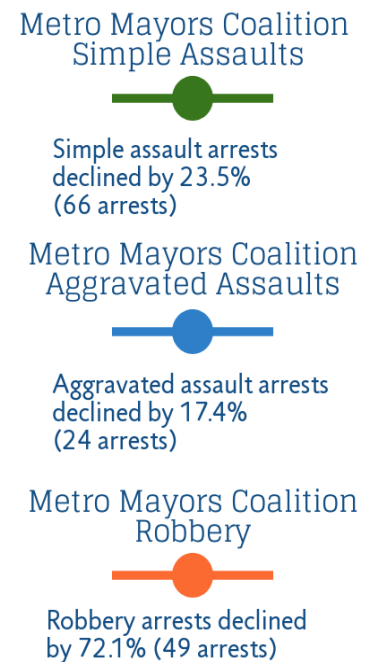 Metro Mayors Coalition
Simple Assaults
Simple assault arrests
declined by 23.5%
(66 arrests)
Metro Mayors Coalition
Aggravated Assaults
Aggravated assault arrests
declined by 17.4%
(24 arrests)
Metro Mayors Coalition
Robbery
Robbery arrests declined
by 72.1% (49 arrests)